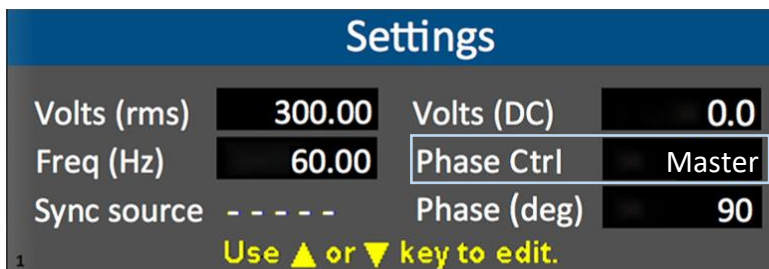 Settings
Volts (rms) 300.00 Volts (DC) 0.0
Freq (Hz) 60.00 Phase Ctrl Master
Sync source - - - - - Phase (deg) 90
1 Use ▲ or ▼ key to edit.